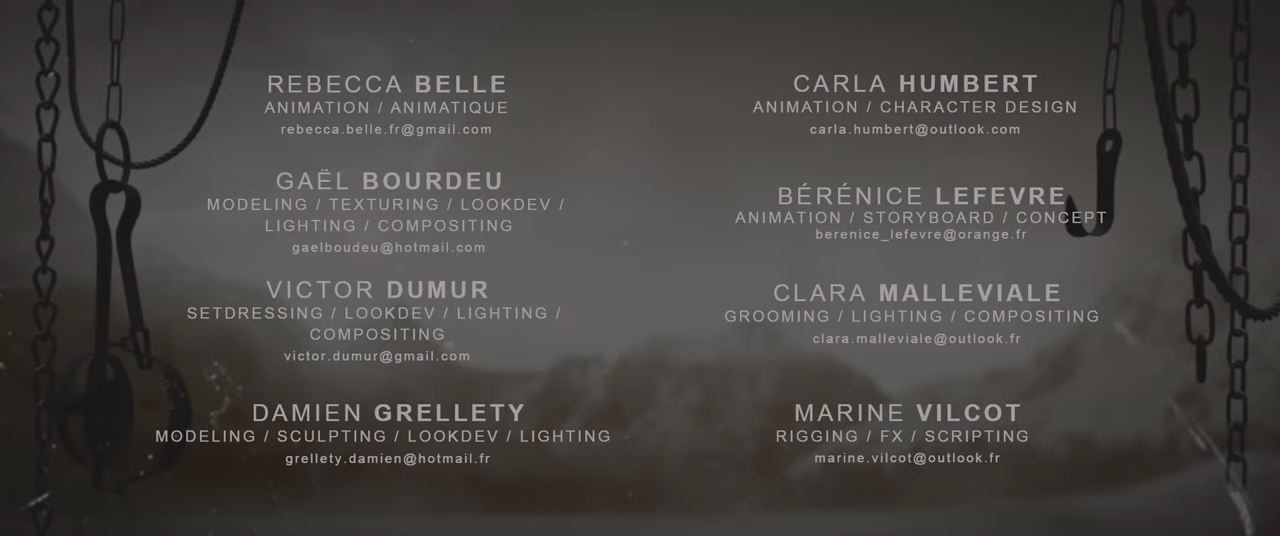 REBECCA BELLE
ANIMATION / ANIMATIQUE
rebecca.belle.fr@gmail.com
GAËL BOURDEU
MODELING / TEXTURING / LOOKDEV /
LIGHTING / COMPOSITING
gaelboudeu@hotmail.com
VICTOR DUMUR
SETDRESSING / LOOKDEV / LIGHTING /
COMPOSITING
victor.dumur@gmail.com
DAMIEN GRELLETY
MODELING / SCULPTING / LOOKDEV / LIGHTING
grellety.damien@hotmail.fr
CARLA HUMBERT
ANIMATION / CHARACTER DESIGN
carla.humbert@outlook.com
BÉRÉNICE LEFEVRE
ANIMATION / STORYBOARD / CONCEPT
berenice_lefevre@orange.fr
CLARA MALLEVIALE
GROOMING / LIGHTING / COMPOSITING
clara.malleviale@outlook.fr
MARINE VILCOT
RIGGING / FX / SCRIPTING
marine.vilcot@outlook.fr